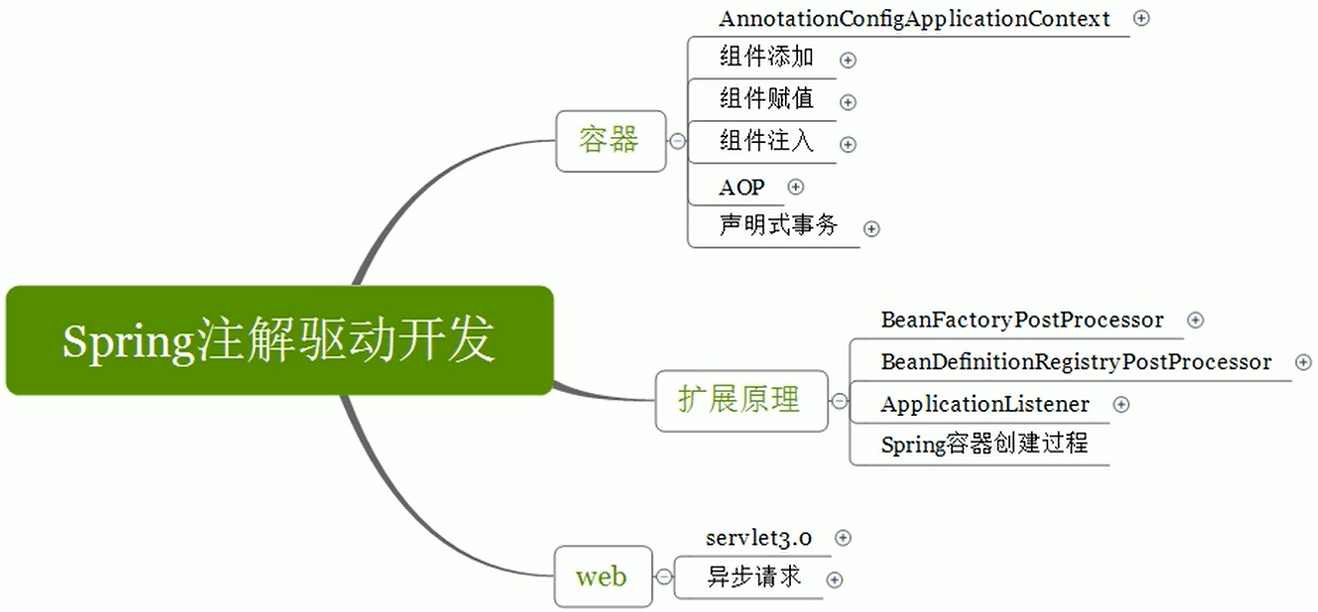 AnnotationConfigApplicationContext
组件添加
组件赋值
容器
组件注入
AOP
声明式事务
Spring注解驱动开发
BeanFactoryPostProcessor
BeanDefinitionRegistryPostProcessor
扩展原理
ApplicationListener
Spring容器创建过程
servlet3.0
web
异步请求